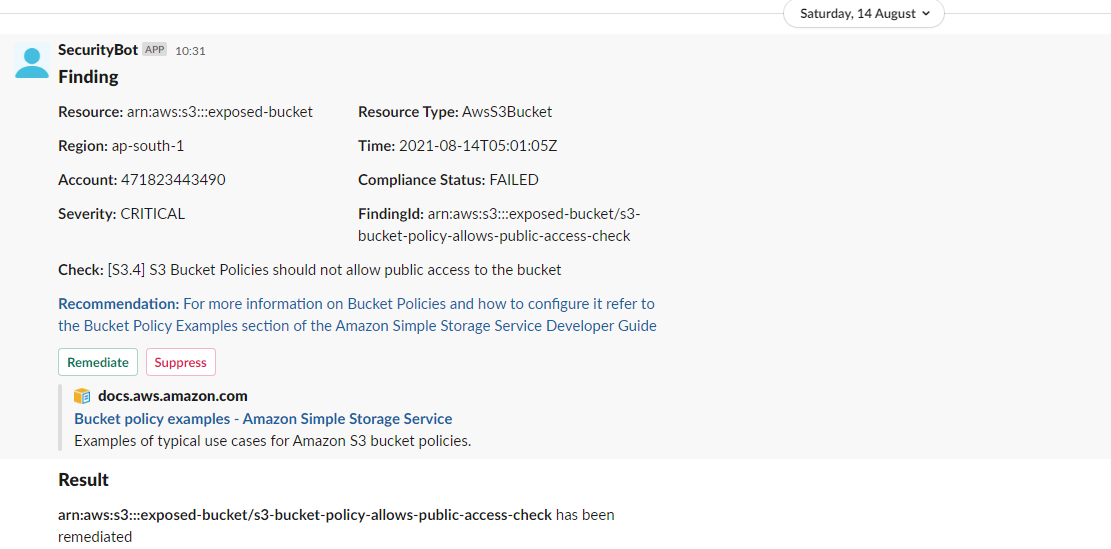 Saturday, 14 August
SecurityBot APP 10:31
Finding
Resource: arn:aws:s3:::exposed-bucket Resource Type: AwsS3Bucket
Region: ap-south-1 Time: 2021-08-14T05:01:05Z
Account: 471823443490 Compliance Status: FAILED
Severity: CRITICAL FindingId: arn:aws:s3:::exposed-bucket/s3-
bucket-policy-allows-public-access-check
Check: [S3.4] S3 Bucket Policies should not allow public access to the bucket
Recommendation: For more information on Bucket Policies and how to configure it refer to
the Bucket Policy Examples section of the Amazon Simple Storage Service Developer Guide
Remediate Suppress
docs.aws.amazon.com
Bucket policy examples - Amazon Simple Storage Service
Examples of typical use cases for Amazon S3 bucket policies.
Result
arn:aws:s3:::exposed-bucket/s3-bucket-policy-allows-public-access-check has been
remediated